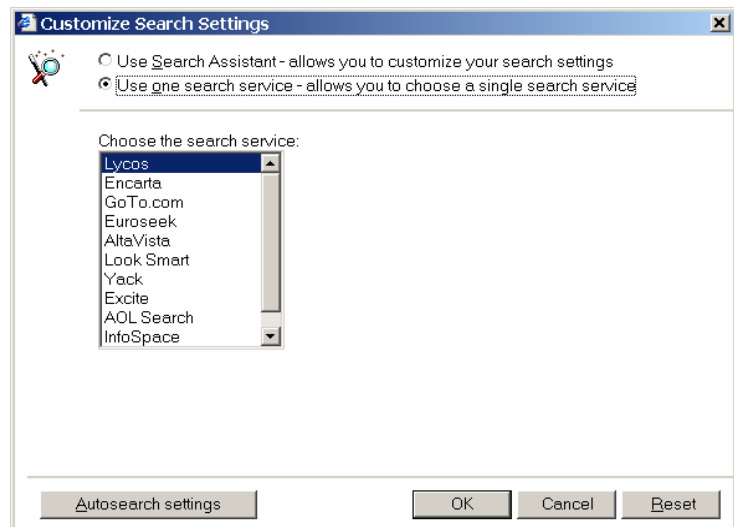 Customize Search Settings
Use Search Assistant - allows you to customize your search settings
Use one search service - allows you to choose a single search service
Choose the search service:
Lycos
Encarta
GoTo.com
Euroseek
AltaVista
Look Smart
Yack
Excite
AOL Search
InfoSpace
Autosearch settings OK Cancel Reset